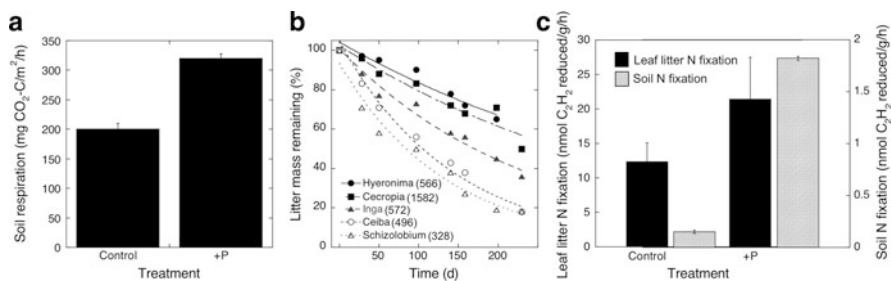 a
Soil respiration (mg CO₂-C/m²/h)
350
300
250
200
150
100
50
0
Control
+P
Treatment
b
Litter mass remaining (%)
100
80
60
40
20
0
Hyeronima (566)
Cecropia (1582)
Inga (572)
Ceiba (496)
Schizolobium (328)
50
100
150
200
Time (d)
c
Leaf litter N fixation (nmol C₂H₂ reduced/g/h)
30
25
20
15
10
5
0
Leaf litter N fixation
Soil N fixation
Control
+P
Treatment
2
1.5
1
0.5
0
Soil N fixation (nmol C₂H₂ reduced/g/h)